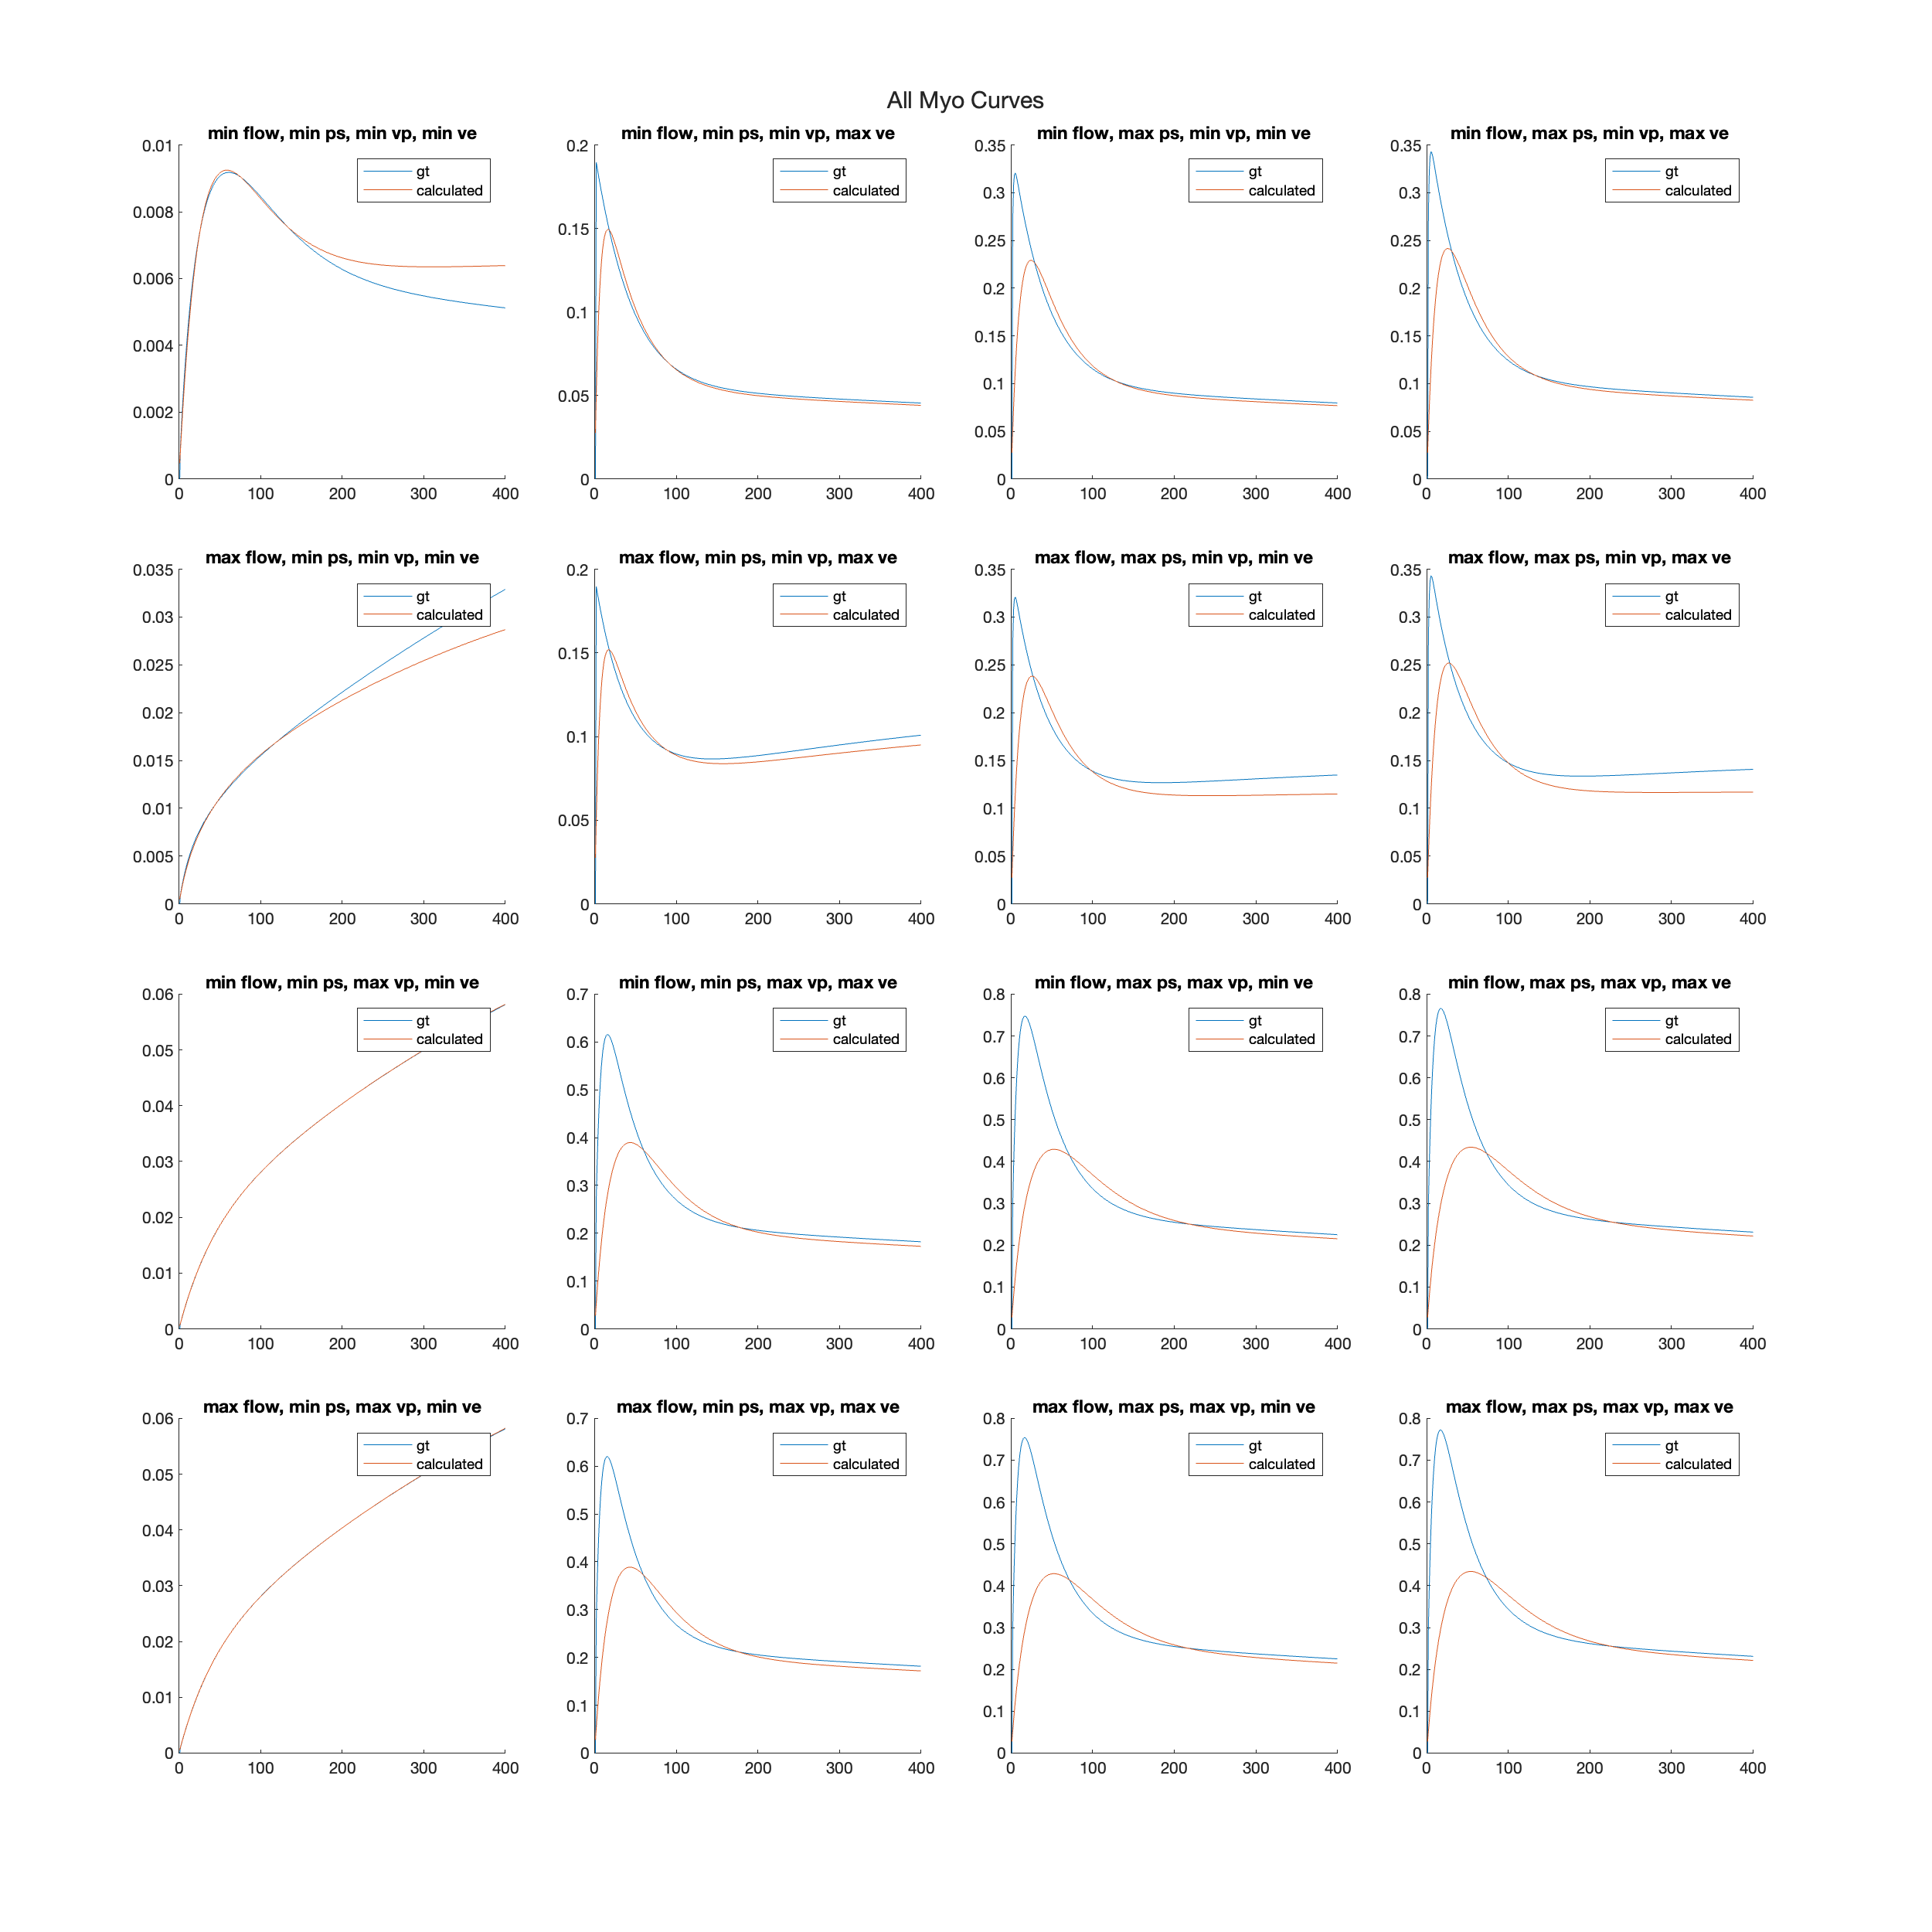 All Myo Curves
min flow, min ps, min vp, min ve
0.01
0.008
0.006
0.004
0.002
0
0 100 200 300 400
gt
calculated
min flow, min ps, min vp, max ve
0.2
0.15
0.1
0.05
0
0 100 200 300 400
gt
calculated
min flow, max ps, min vp, min ve
0.35
0.3
0.25
0.2
0.15
0.1
0.05
0
0 100 200 300 400
gt
calculated
min flow, max ps, min vp, max ve
0.35
0.3
0.25
0.2
0.15
0.1
0.05
0
0 100 200 300 400
gt
calculated
max flow, min ps, min vp, min ve
0.035
0.03
0.025
0.02
0.015
0.01
0.005
0
0 100 200 300 400
gt
calculated
max flow, min ps, min vp, max ve
0.2
0.15
0.1
0.05
0
0 100 200 300 400
gt
calculated
max flow, max ps, min vp, min ve
0.35
0.3
0.25
0.2
0.15
0.1
0.05
0
0 100 200 300 400
gt
calculated
max flow, max ps, min vp, max ve
0.35
0.3
0.25
0.2
0.15
0.1
0.05
0
0 100 200 300 400
gt
calculated
min flow, min ps, max vp, min ve
0.06
0.05
0.04
0.03
0.02
0.01
0
0 100 200 300 400
gt
calculated
min flow, min ps, max vp, max ve
0.7
0.6
0.5
0.4
0.3
0.2
0.1
0
0 100 200 300 400
gt
calculated
min flow, max ps, max vp, min ve
0.8
0.7
0.6
0.5
0.4
0.3
0.2
0.1
0
0 100 200 300 400
gt
calculated
min flow, max ps, max vp, max ve
0.8
0.7
0.6
0.5
0.4
0.3
0.2
0.1
0
0 100 200 300 400
gt
calculated
max flow, min ps, max vp, min ve
0.06
0.05
0.04
0.03
0.02
0.01
0
0 100 200 300 400
gt
calculated
max flow, min ps, max vp, max ve
0.7
0.6
0.5
0.4
0.3
0.2
0.1
0
0 100 200 300 400
gt
calculated
max flow, max ps, max vp, min ve
0.8
0.7
0.6
0.5
0.4
0.3
0.2
0.1
0
0 100 200 300 400
gt
calculated
max flow, max ps, max vp, max ve
0.8
0.7
0.6
0.5
0.4
0.3
0.2
0.1
0
0 100 200 300 400
gt
calculated